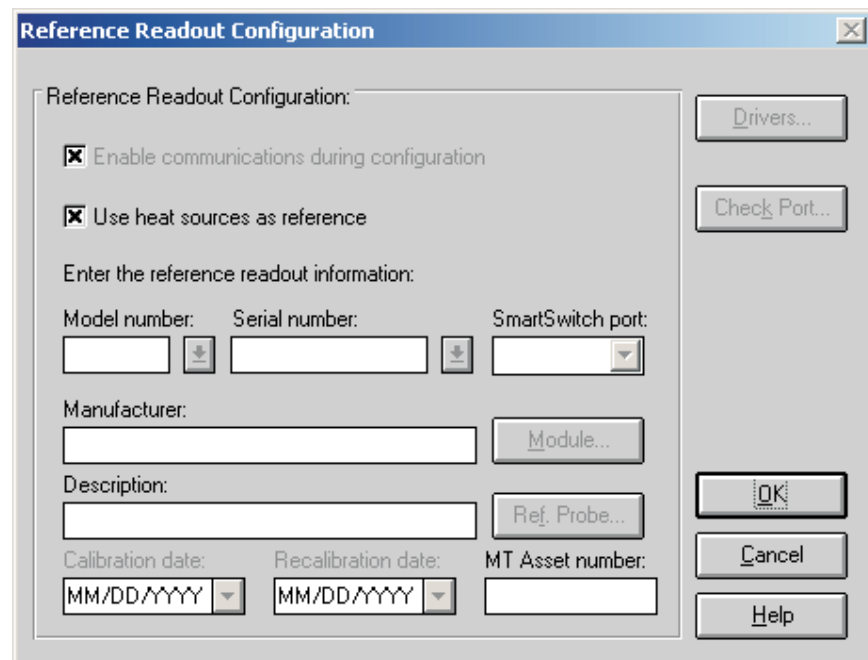 Reference Readout Configuration
Reference Readout Configuration:
Drivers...
Enable communications during configuration
Check Port...
Use heat sources as reference
Enter the reference readout information:
Model number: Serial number: SmartSwitch port:
Manufacturer:
Module...
Description:
OK
Ref. Probe...
Calibration date: Recalibration date: MT Asset number:
Cancel
MM/DD/YYYY MM/DD/YYYY
Help